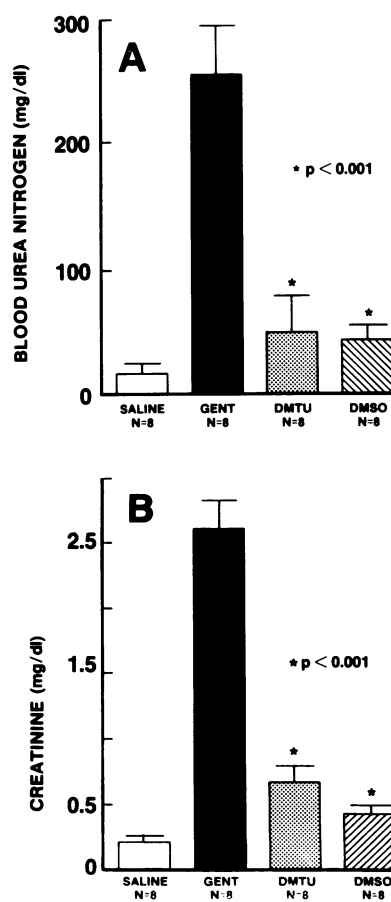 A
BLOOD UREA NITROGEN (mg/dl)
300
200
100
0
* p < 0.001
*
*
SALINE GENT DMTU DMSO
N=8 N=8 N=8 N=8
B
CREATININE (mg/dl)
2.5
1.5
0.5
0
* p < 0.001
*
*
SALINE GENT DMTU DMSO
N=8 N=8 N=8 N=8